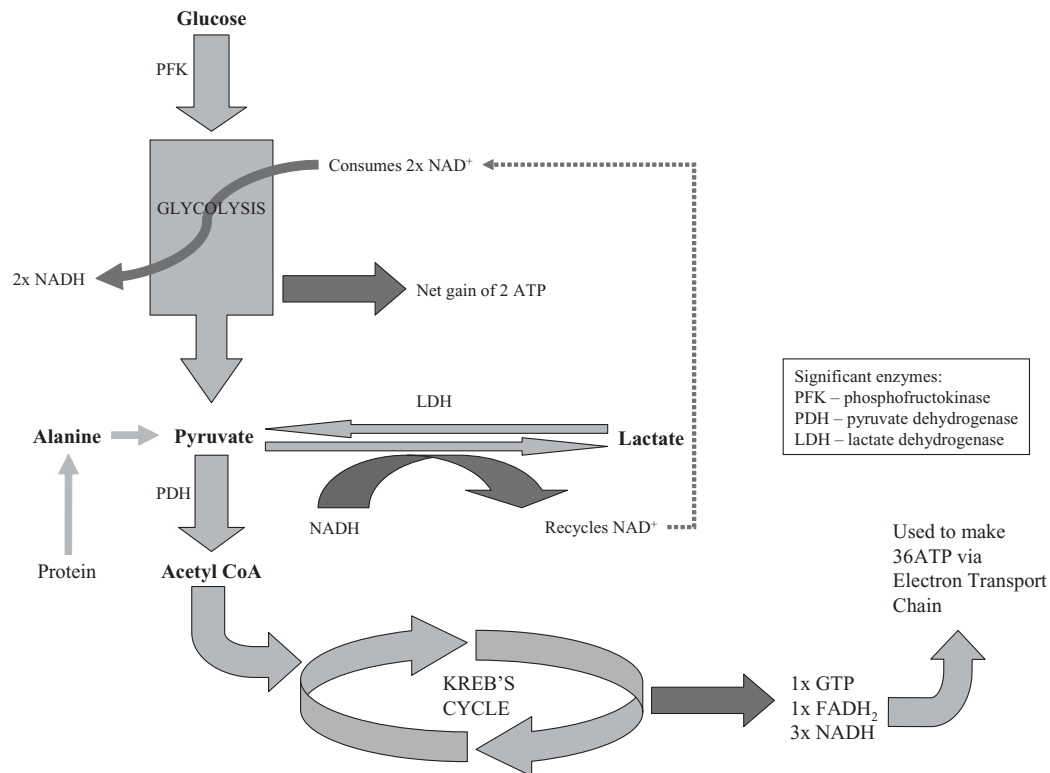 Glucose
PFK
Consumes 2x NAD⁺
GLYCOLYSIS
2x NADH
Net gain of 2 ATP
Significant enzymes:
PFK – phosphofructokinase
PDH – pyruvate dehydrogenase
LDH – lactate dehydrogenase
LDH
Alanine
Pyruvate
Lactate
PDH
NADH
Recycles NAD⁺
Protein
Acetyl CoA
Used to make
36ATP via
Electron Transport
Chain
KREB'S
CYCLE
1x GTP
1x FADH₂
3x NADH